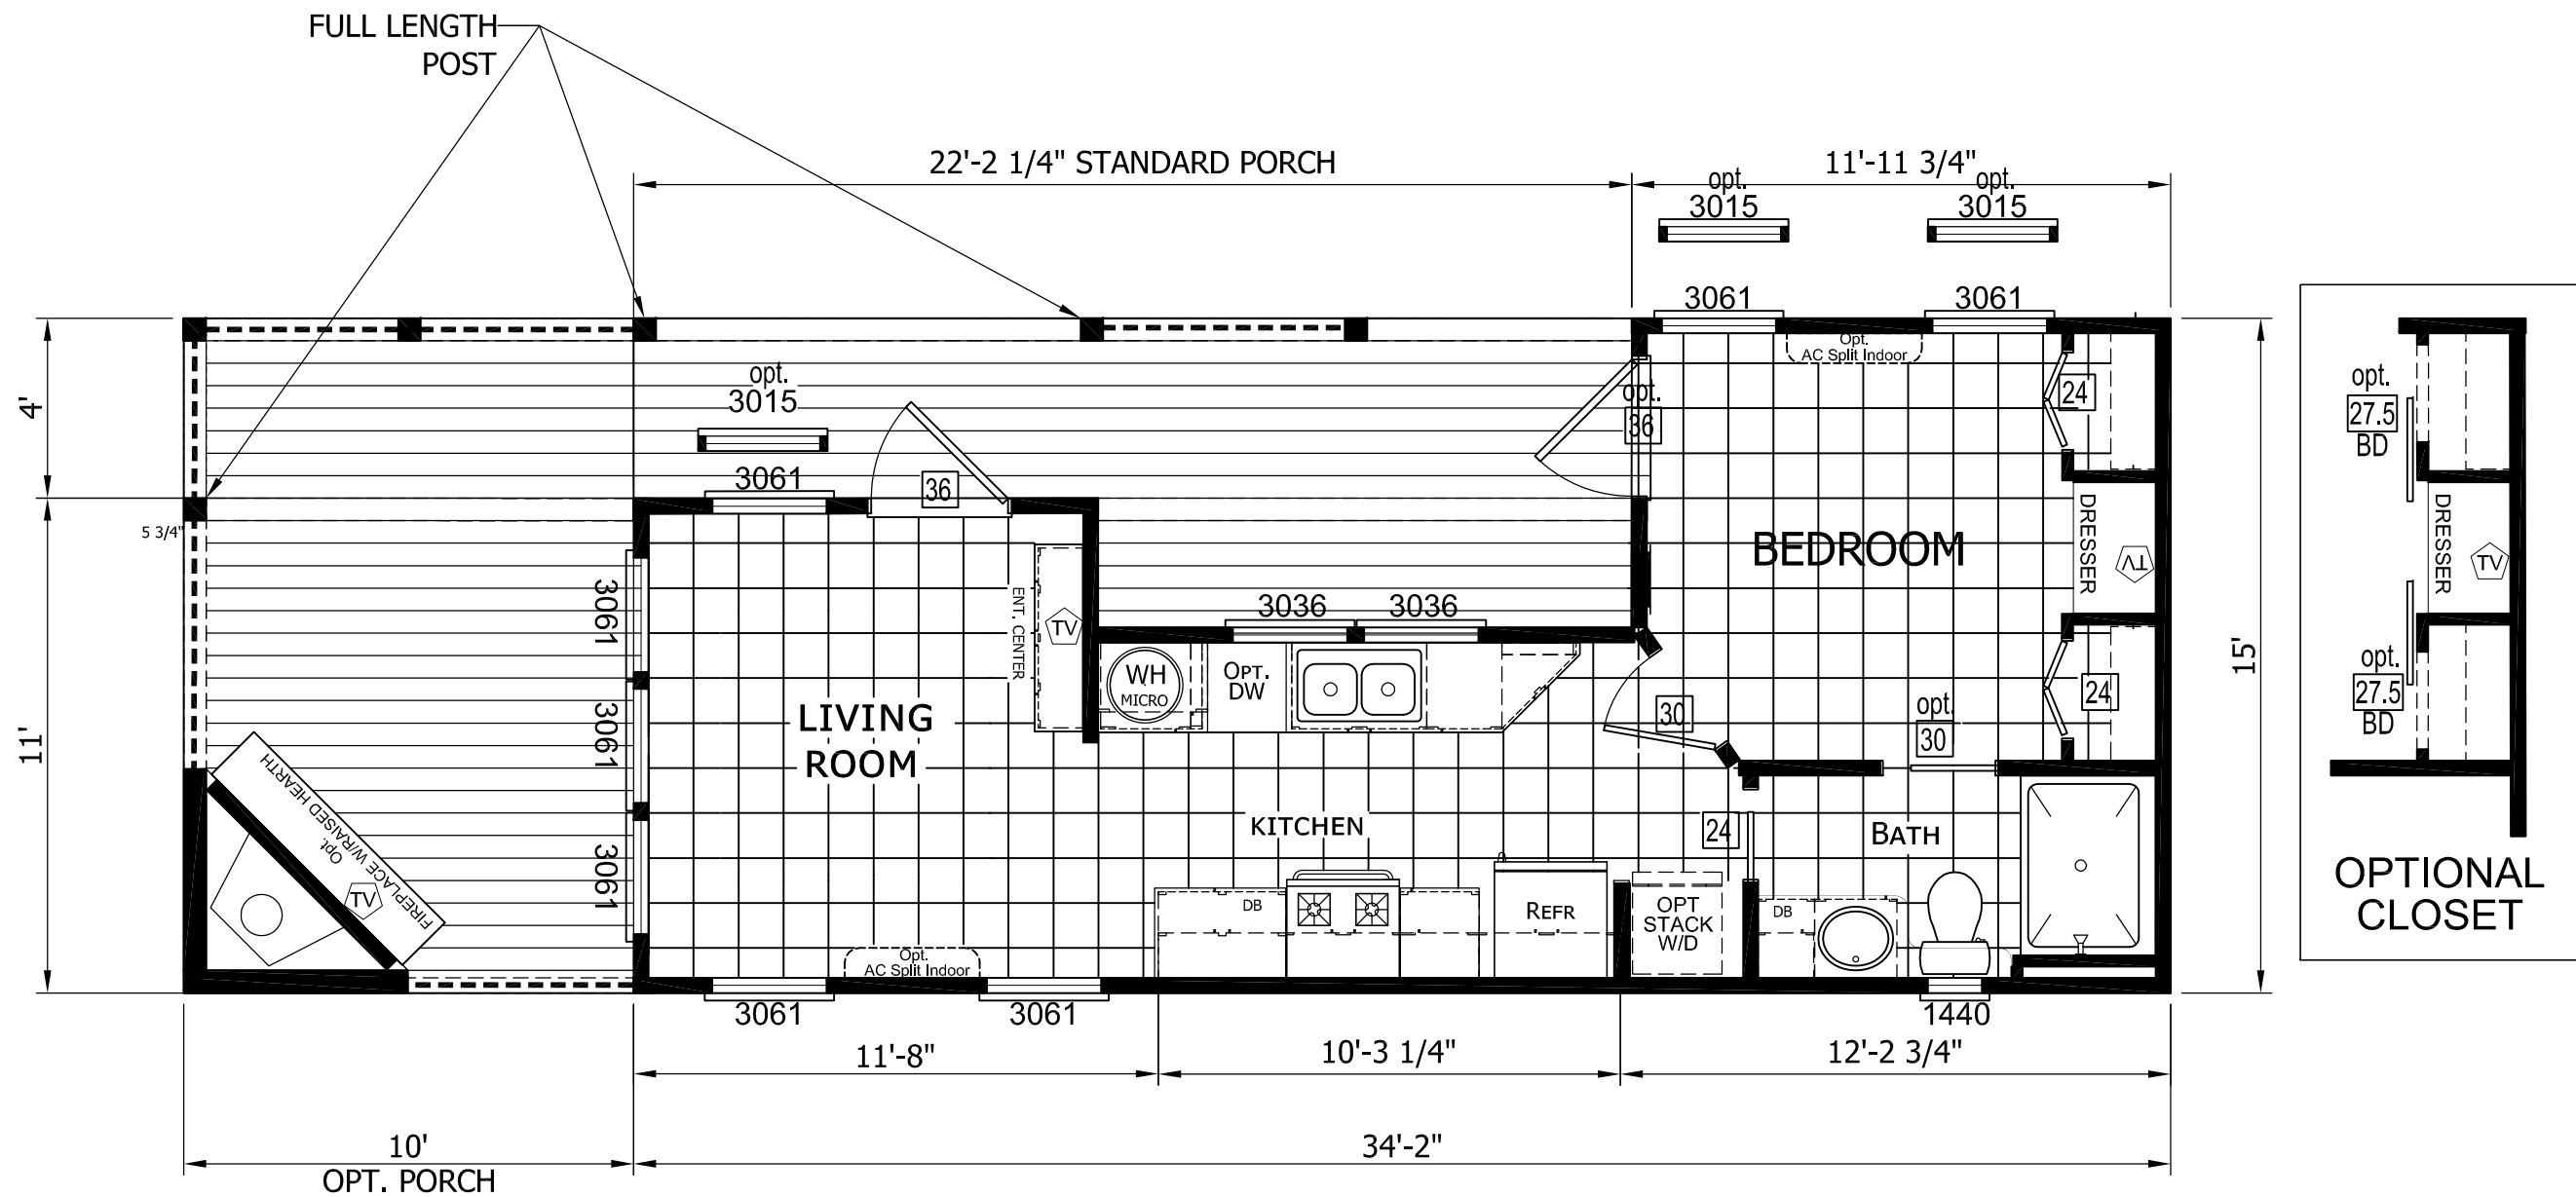 FULL LENGTH
POST
22'-2 1/4" STANDARD PORCH
11'-11 3/4"
opt.
3015
opt.
3015
3061
3061
Opt.
AC Split Indoor
4'
opt.
3015
3061
36
opt.
36
24
5 3/4"
11'
3061
3061
3061
ENT. CENTER
TV
LIVING
ROOM
3036
3036
WH
MICRO
OPT.
DW
BEDROOM
DRESSER
TV
24
30
opt.
30
15'
KITCHEN
24
BATH
FIREPLACE W/RAISED HEARTH
Opt.
TV
DB
REFR
OPT
STACK
W/D
DB
Opt.
AC Split Indoor
3061
3061
1440
11'-8"
10'-3 1/4"
12'-2 3/4"
10'
OPT. PORCH
34'-2"
opt.
27.5
BD
DRESSER
TV
opt.
27.5
BD
OPTIONAL
CLOSET